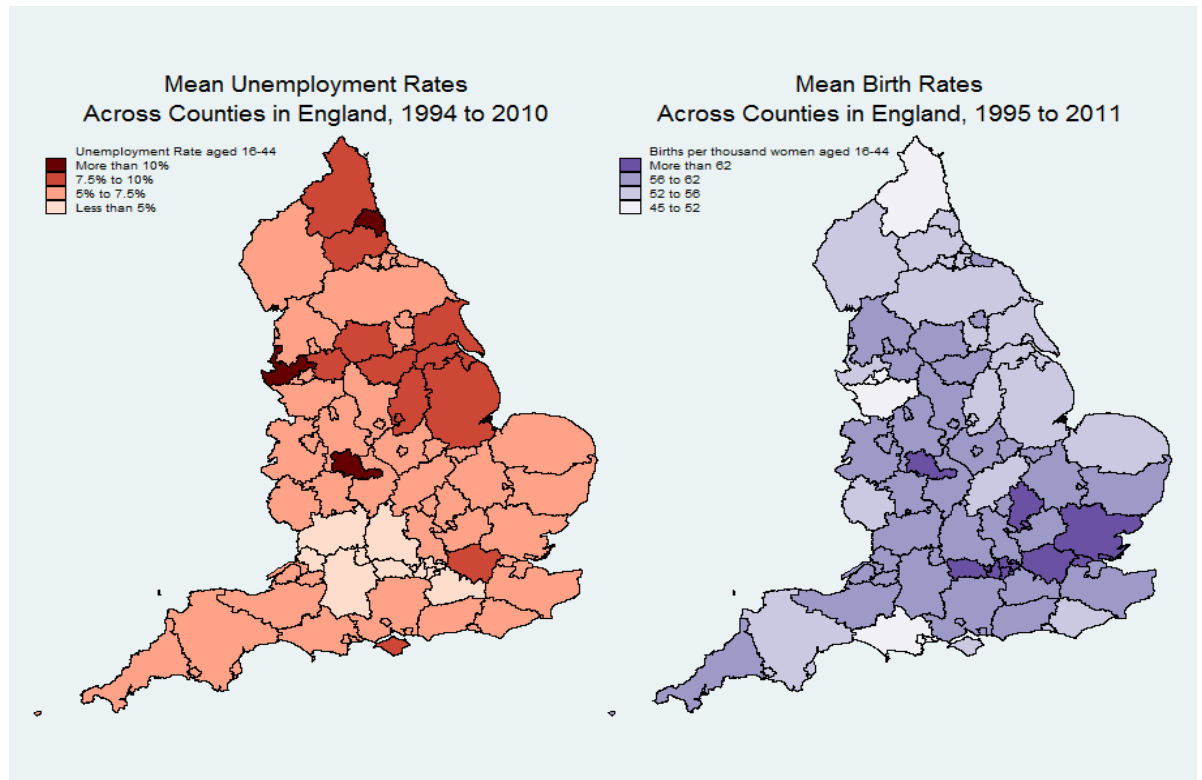 Mean Unemployment Rates
Across Counties in England, 1994 to 2010
Unemployment Rate aged 16-44
More than 10%
7.5% to 10%
5% to 7.5%
Less than 5%
Mean Birth Rates
Across Counties in England, 1995 to 2011
Births per thousand women aged 16-44
More than 62
56 to 62
52 to 56
45 to 52